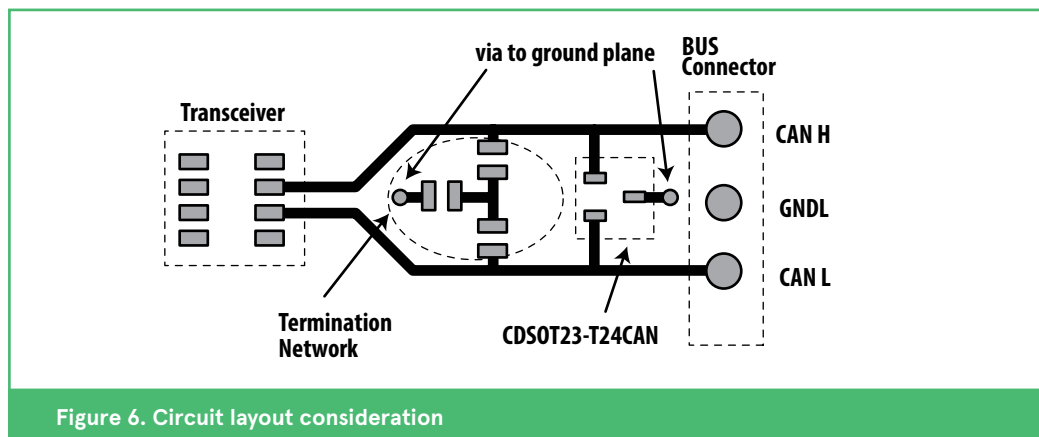 via to ground plane
BUS
Connector
Transceiver
CAN H
GNDL
CAN L
Termination
Network
CDSOT23-T24CAN
Figure 6. Circuit layout consideration